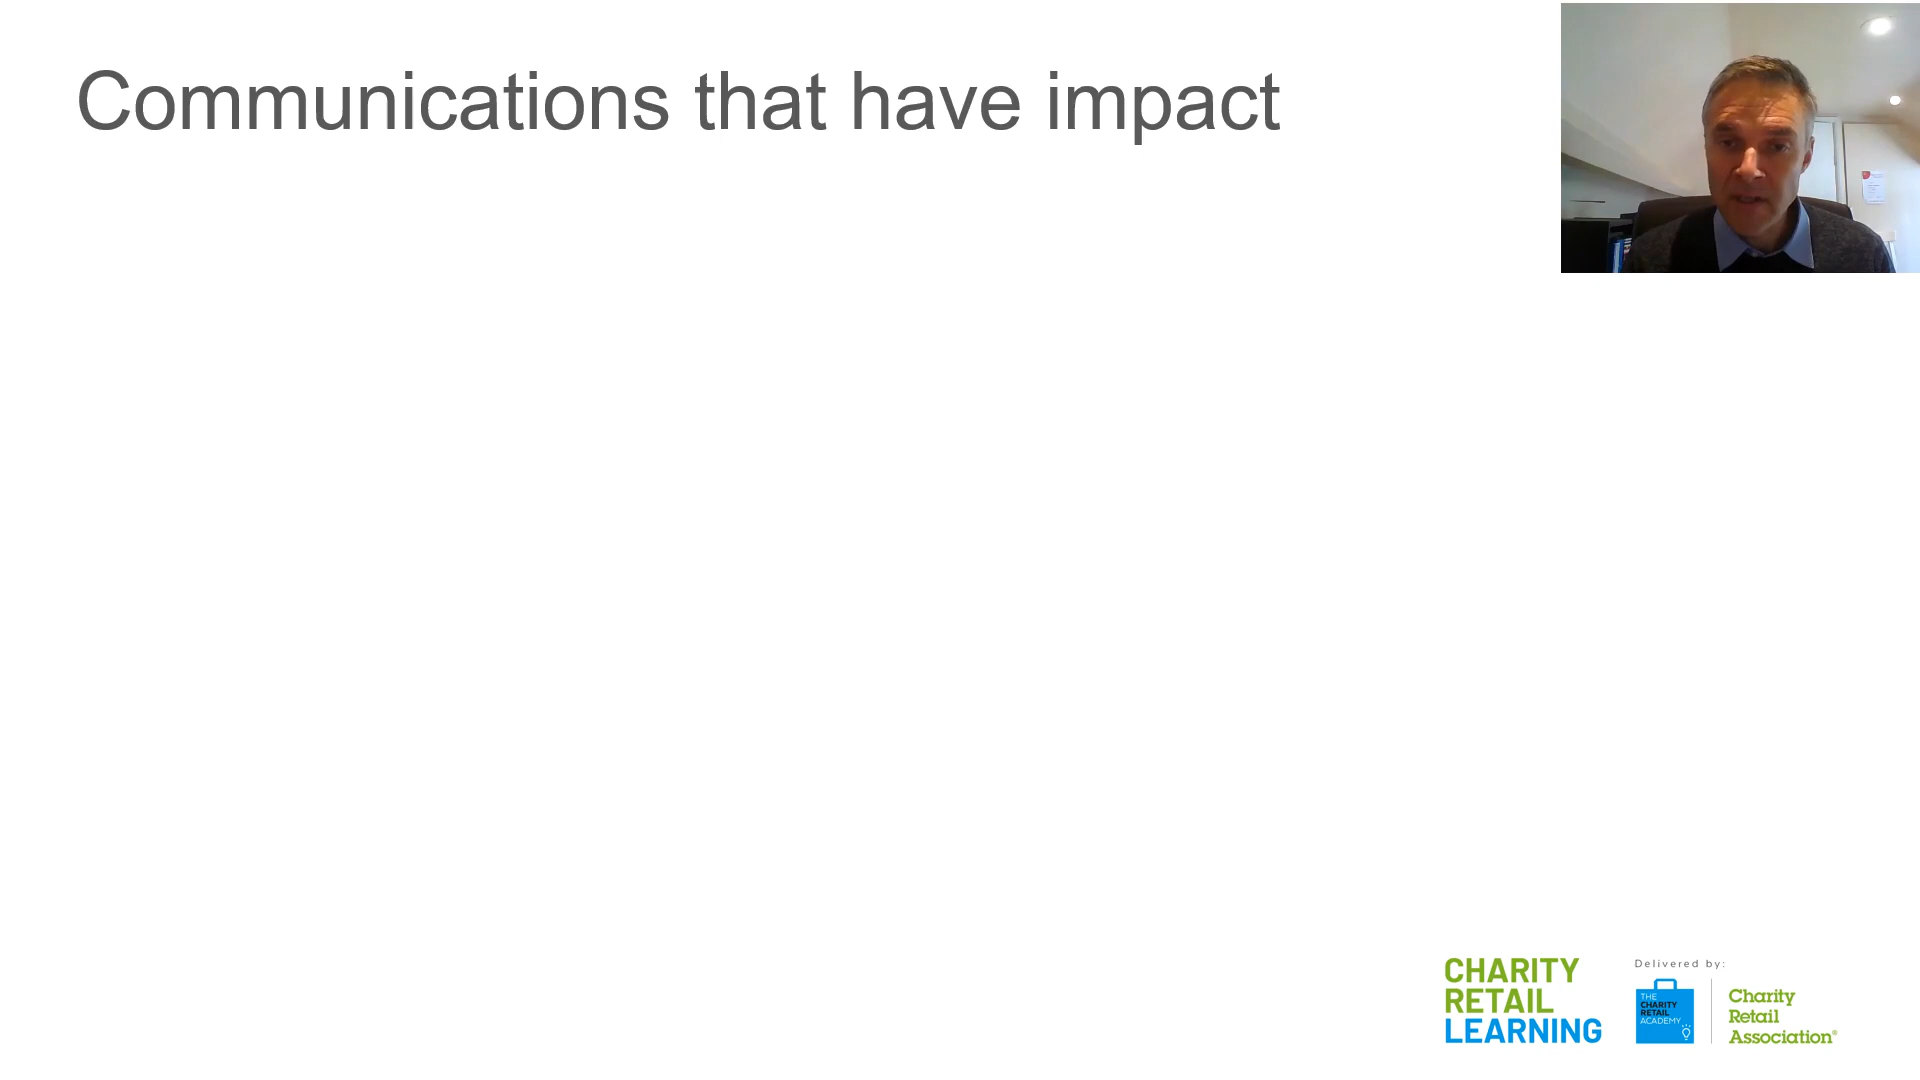 Communications that have impact
CHARITY
RETAIL
LEARNING
Delivered by:
THE
CHARITY
RETAIL
ACADEMY
Charity
Retail
Association®